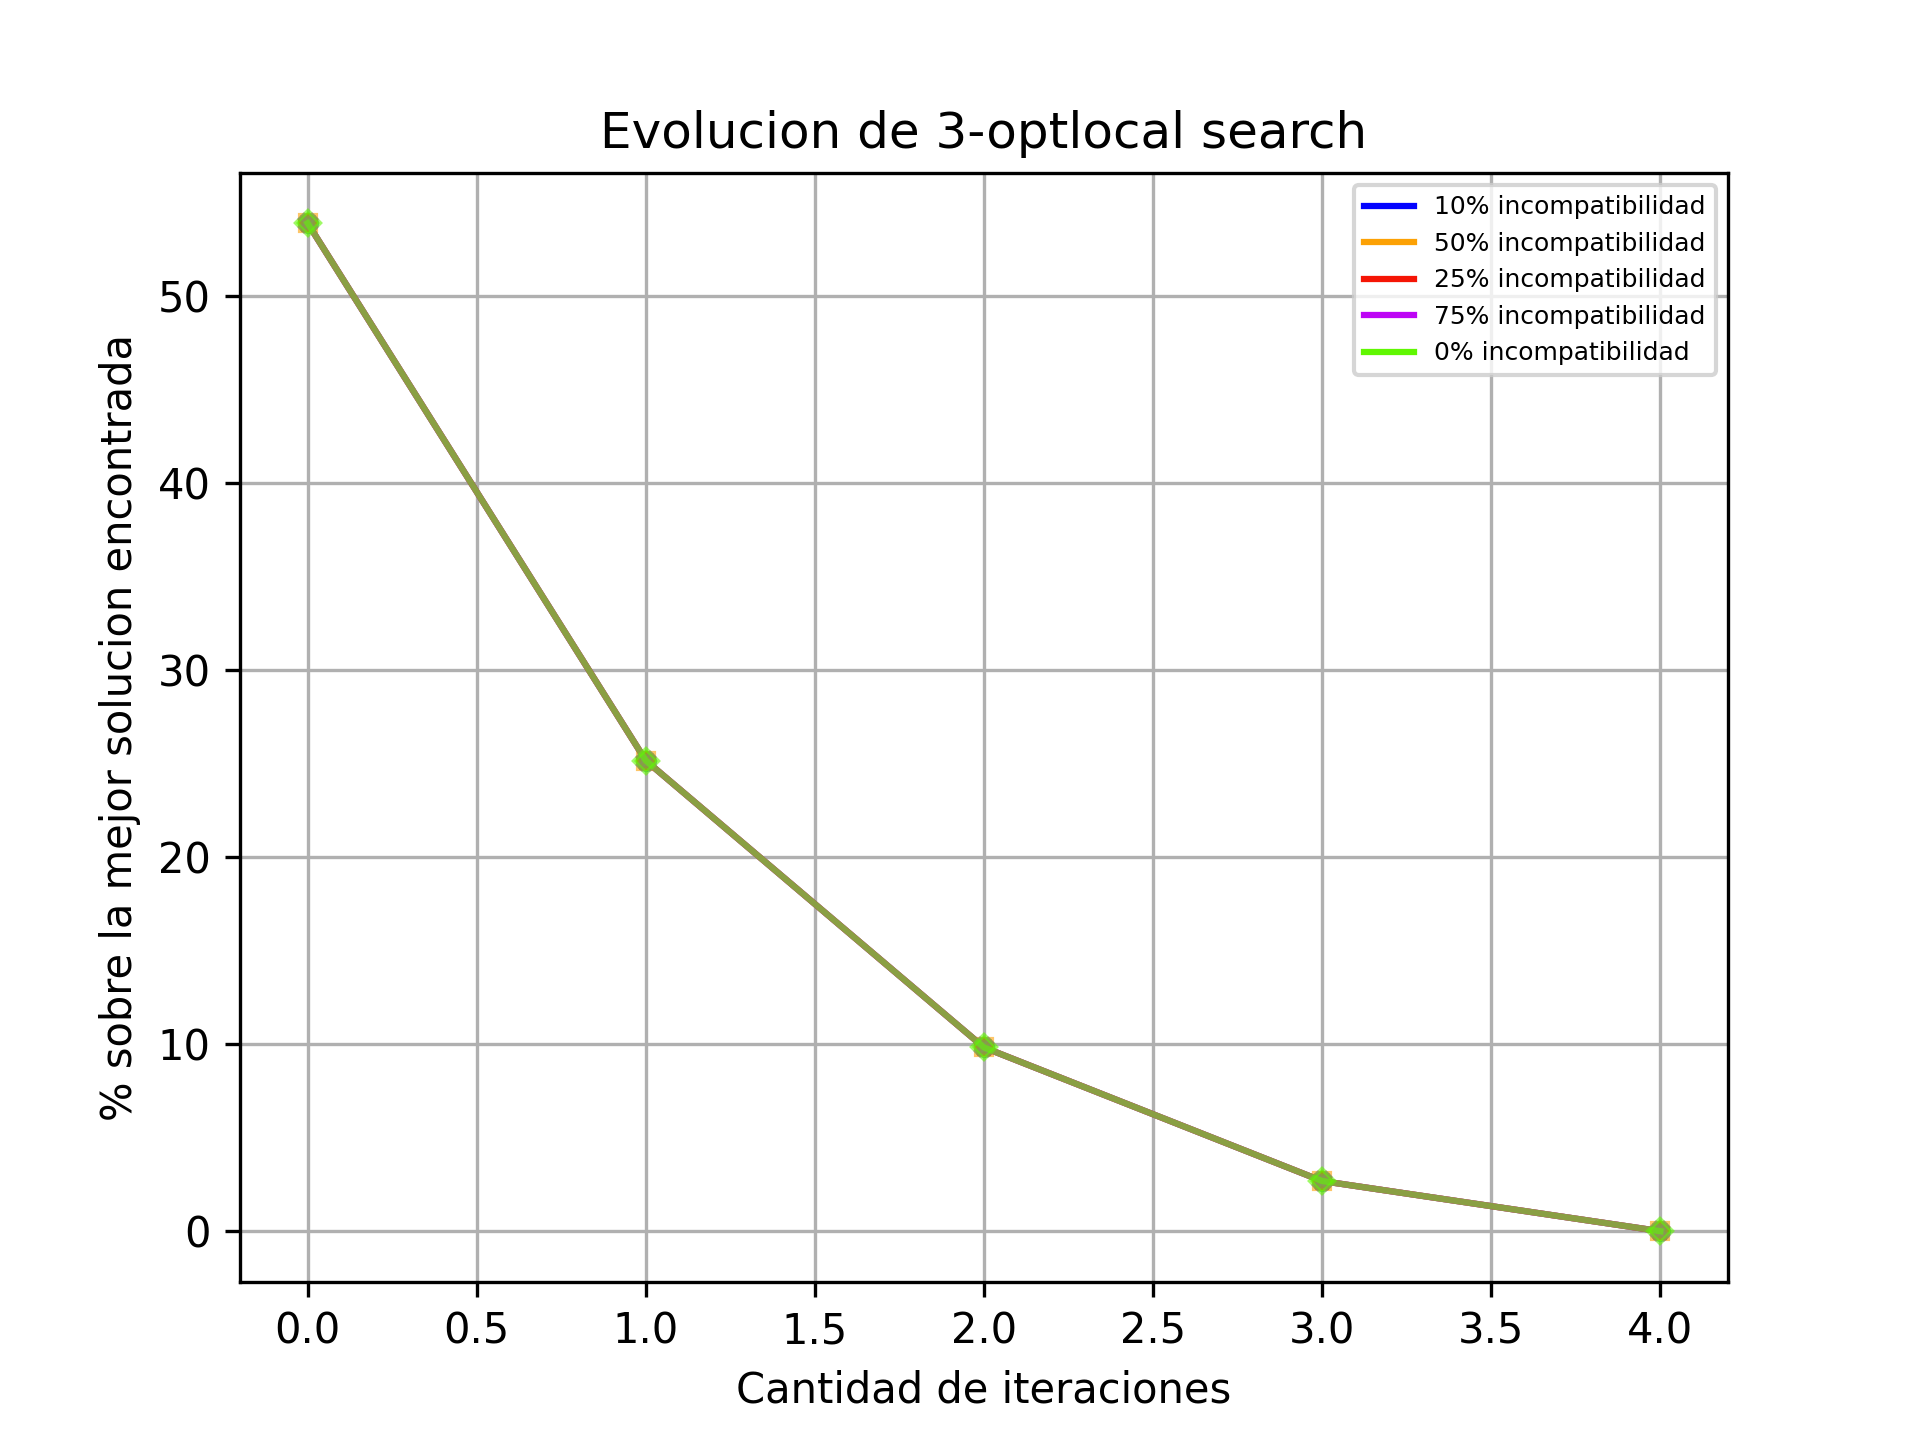 Evolucion de 3-optlocal search
10% incompatibilidad
50% incompatibilidad
25% incompatibilidad
75% incompatibilidad
0% incompatibilidad
% sobre la mejor solucion encontrada
50
40
30
20
10
0
0.0 0.5 1.0 1.5 2.0 2.5 3.0 3.5 4.0
Cantidad de iteraciones